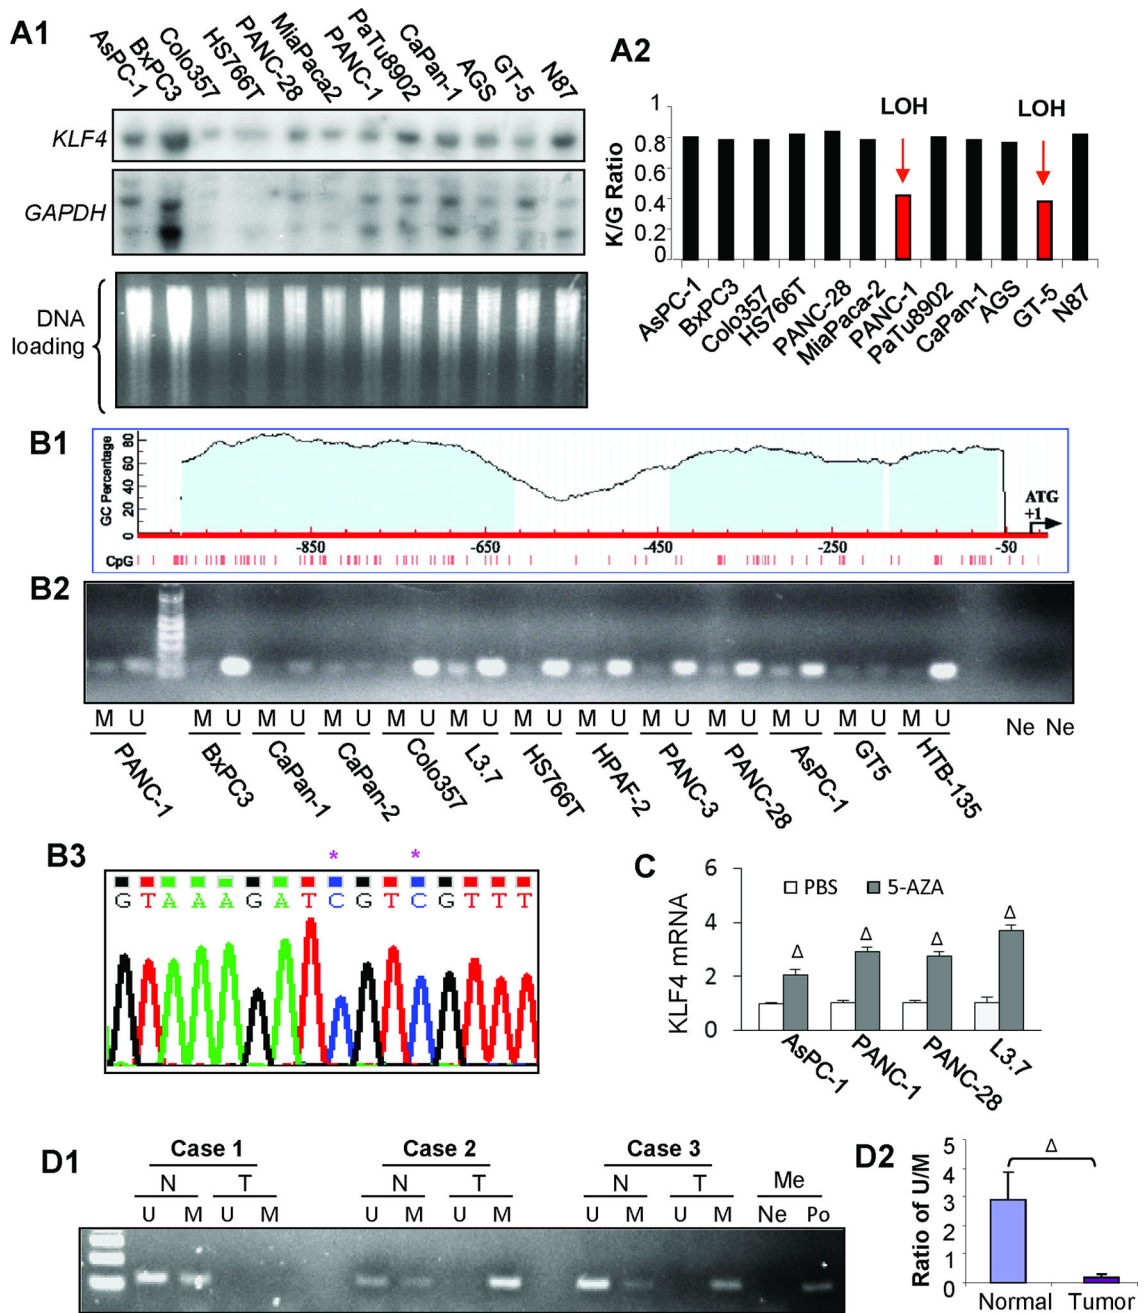 A1
AsPC-1
BxPC3
Colo357
HS766T
PANC-28
MiaPaca2
PANC-1
PaTu8902
CaPan-1
AGS
GT-5
N87
KLF4
GAPDH
DNA
loading
A2
LOH
LOH
K/G Ratio
1
0.8
0.6
0.4
0.2
0
AsPC-1
BxPC3
Colo357
HS766T
PANC-28
MiaPaca-2
PANC-1
PaTu8902
CaPan-1
AGS
GT-5
N87
B1
GC Percentage
80
60
40
20
0
ATG
+1
-850 -650 -450 -250 -50
CpG
B2
M U M U M U M U M U M U M U M U M U M U M U M U M U
Ne Ne
PANC-1
BxPC3
CaPan-1
CaPan-2
Colo357
L3.7
HS766T
HPAF-2
PANC-3
PANC-28
AsPC-1
GT5
HTB-135
B3
* *
G T A A A G A T C G T C G T T T
C
KLF4 mRNA
6
4
2
0
PBS 5-AZA
Δ Δ Δ Δ
AsPC-1
PANC-1
PANC-28
L3.7
D1
Case 1 Case 2 Case 3
N T N T N T Me
U M U M U M U M U M U M Ne Po
D2
Ratio of U/M
5
4
3
2
1
0
Δ
Normal Tumor